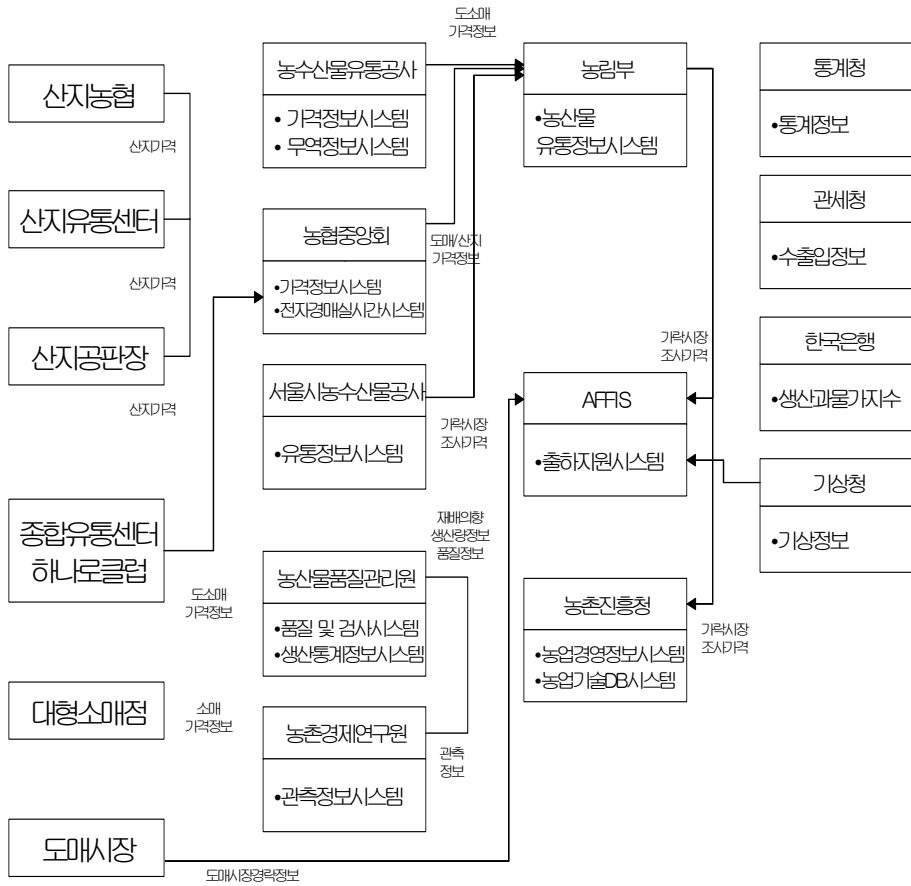 산지농협
산지가격
산지유통센터
산지가격
산지공판장
산지가격
종합유통센터
하나로클럽
도소매
가격정보
대형소매점
소매
가격정보
도매시장
도매시장경락정보
도소매
가격정보
농수산물유통공사
• 가격정보시스템
• 무역정보시스템
농협중앙회
•가격정보시스템
•전자경매실시간시스템
도매/산지
가격정보
서울시농수산물공사
•유통정보시스템
가락시장
조사가격
재배의향
생산량정보
품질정보
농산물품질관리원
•품질 및 검사시스템
•생산통계정보시스템
농촌경제연구원
•관측정보시스템
관측
정보
농림부
•농산물
유통정보시스템
가락시장
조사가격
AFFIS
•출하지원시스템
농촌진흥청
•농업경영정보시스템
•농업기술DB시스템
가락시장
조사가격
통계청
•통계정보
관세청
•수출입정보
한국은행
•생산과물가지수
기상청
•기상정보